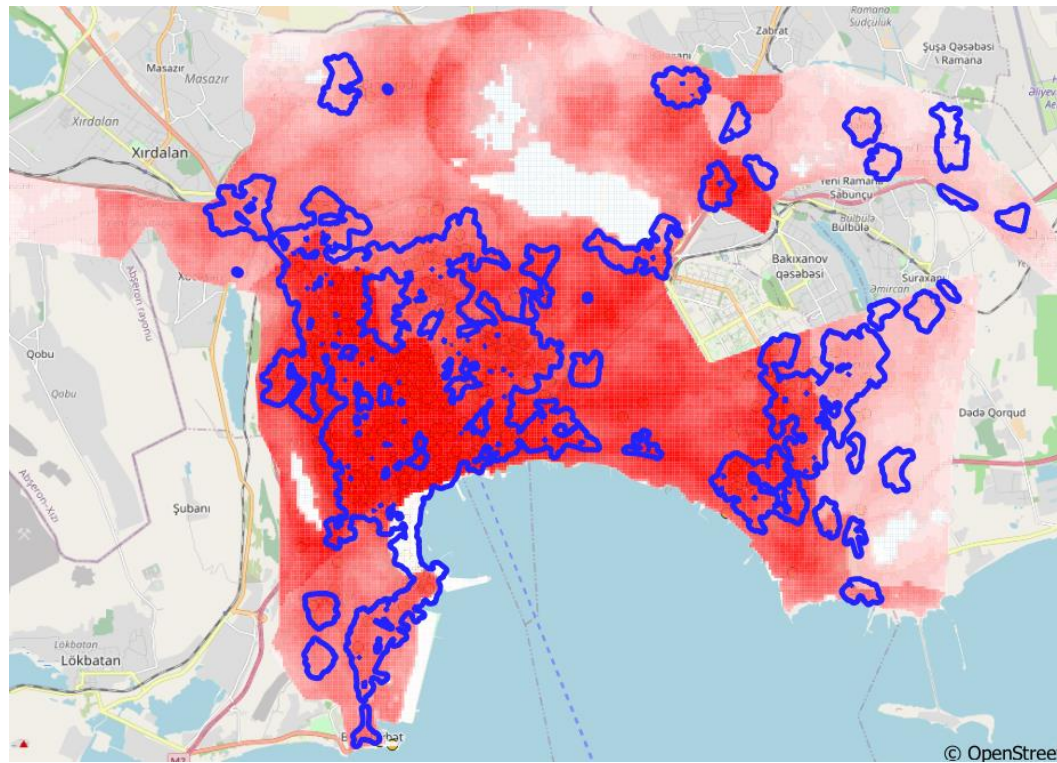 Ramana
Sudçuluk
Zabrat
Şuşa Qəsəbəsi
\ Ramana
Masazır
Masazır
Xırdalan
Xırdalan
Yeni Ramana
Sabunçu
Bülbülə
Bülbülə
Bakıxanov
qəsəbəsi
Suraxanı
Əmircan
Abşeron rayonu
Qobu
Qobu
Dədə Qorqud
Abşeron-Xızı
Şubanı
Lökbatan
Lökbatan
M2
© OpenStree